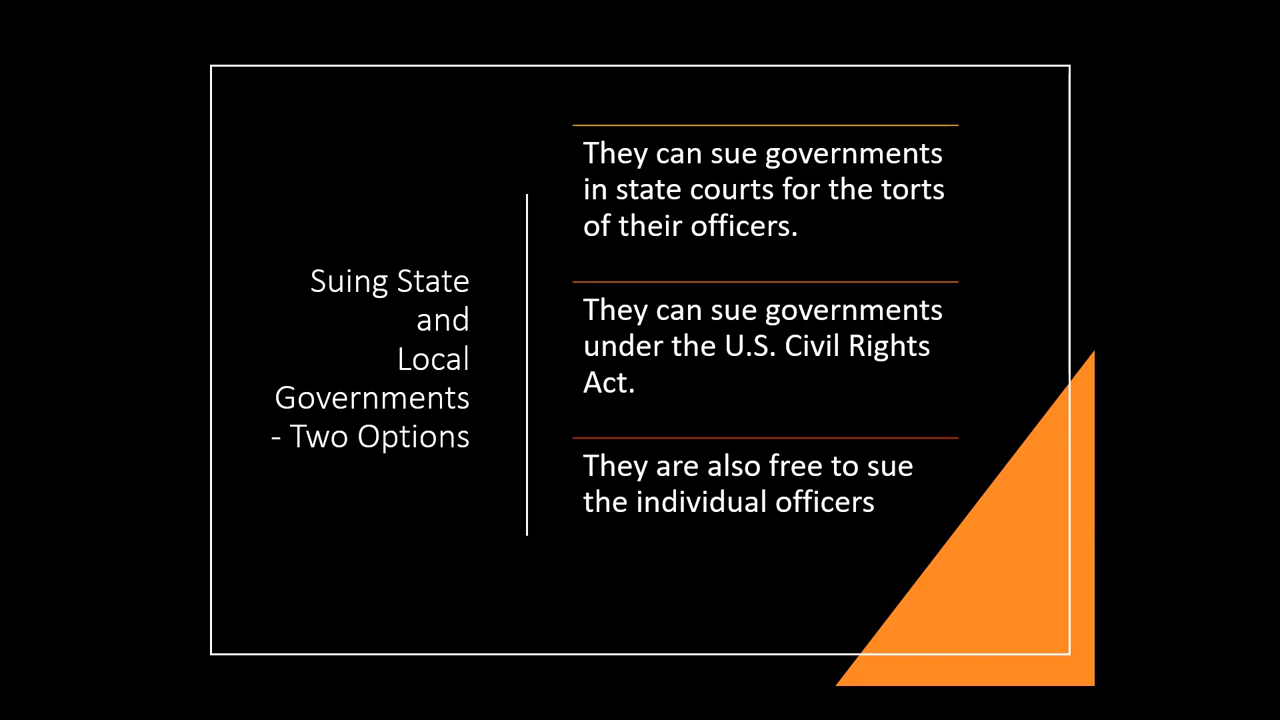 Suing State
and
Local
Governments
- Two Options
They can sue governments
in state courts for the torts
of their officers.
They can sue governments
under the U.S. Civil Rights
Act.
They are also free to sue
the individual officers